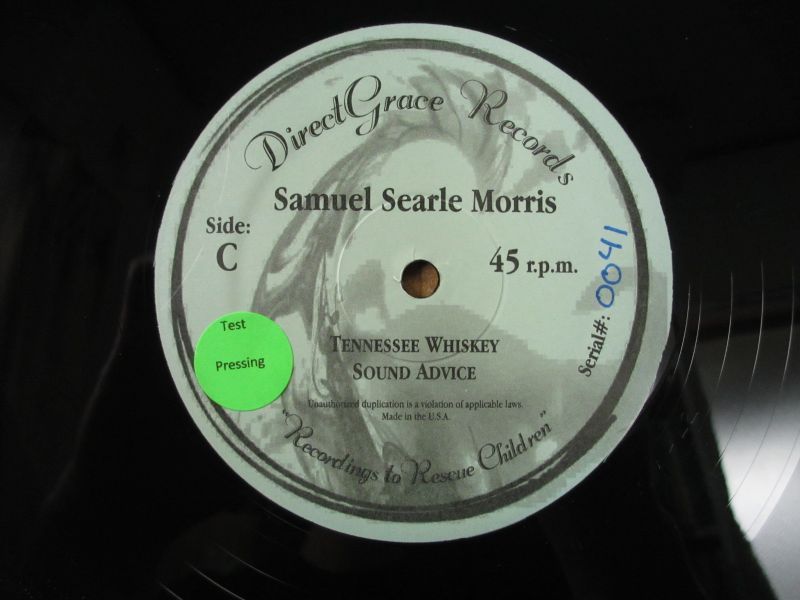 DirectGrace Records
Samuel Searle Morris
Side:
C
45 r.p.m.
Serial#: 0041
Test
Pressing
Tennessee Whiskey
Sound Advice
Unauthorized duplication is a violation of applicable laws.
Made in the U.S.A.
"Recordings to Rescue Children"